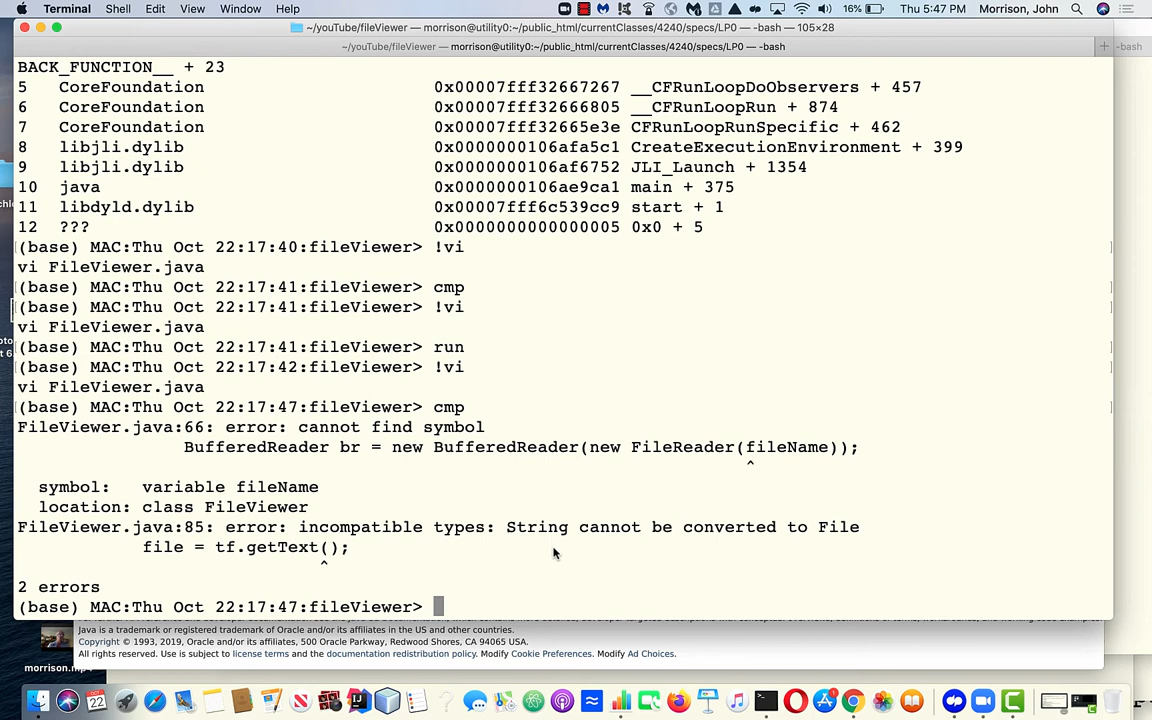 Terminal Shell Edit View Window Help 16% Thu 5:47 PM Morrison, John
~/youTube/fileViewer — morrison@utility0:~/public_html/currentClasses/4240/specs/LP0 — -bash — 105×28
~/youTube/fileViewer — morrison@utility0:~/public_html/currentClasses/4240/specs/LP0 — -bash + -bash
BACK_FUNCTION__ + 23
5 CoreFoundation 0x00007fff32667267 __CFRunLoopDoObservers + 457
6 CoreFoundation 0x00007fff32666805 __CFRunLoopRun + 874
7 CoreFoundation 0x00007fff32665e3e CFRunLoopRunSpecific + 462
8 libjli.dylib 0x0000000106afa5c1 CreateExecutionEnvironment + 399
9 libjli.dylib 0x0000000106af6752 JLI_Launch + 1354
10 java 0x0000000106ae9ca1 main + 375
11 libdyld.dylib 0x00007fff6c539cc9 start + 1
12 ??? 0x0000000000000005 0x0 + 5
[(base) MAC:Thu Oct 22:17:40:fileViewer> !vi ]
vi FileViewer.java
[(base) MAC:Thu Oct 22:17:41:fileViewer> cmp ]
[(base) MAC:Thu Oct 22:17:41:fileViewer> !vi ]
vi FileViewer.java
[(base) MAC:Thu Oct 22:17:41:fileViewer> run ]
[(base) MAC:Thu Oct 22:17:42:fileViewer> !vi ]
vi FileViewer.java
[(base) MAC:Thu Oct 22:17:47:fileViewer> cmp ]
FileViewer.java:66: error: cannot find symbol
BufferedReader br = new BufferedReader(new FileReader(fileName));
^
symbol: variable fileName
location: class FileViewer
FileViewer.java:85: error: incompatible types: String cannot be converted to File
file = tf.getText();
^
2 errors
(base) MAC:Thu Oct 22:17:47:fileViewer>
Java is a trademark or registered trademark of Oracle and/or its affiliates in the US and other countries.
Copyright © 1993, 2019, Oracle and/or its affiliates, 500 Oracle Parkway, Redwood Shores, CA 94065 USA.
All rights reserved. Use is subject to license terms and the documentation redistribution policy. Modify Cookie Preferences. Modify Ad Choices.